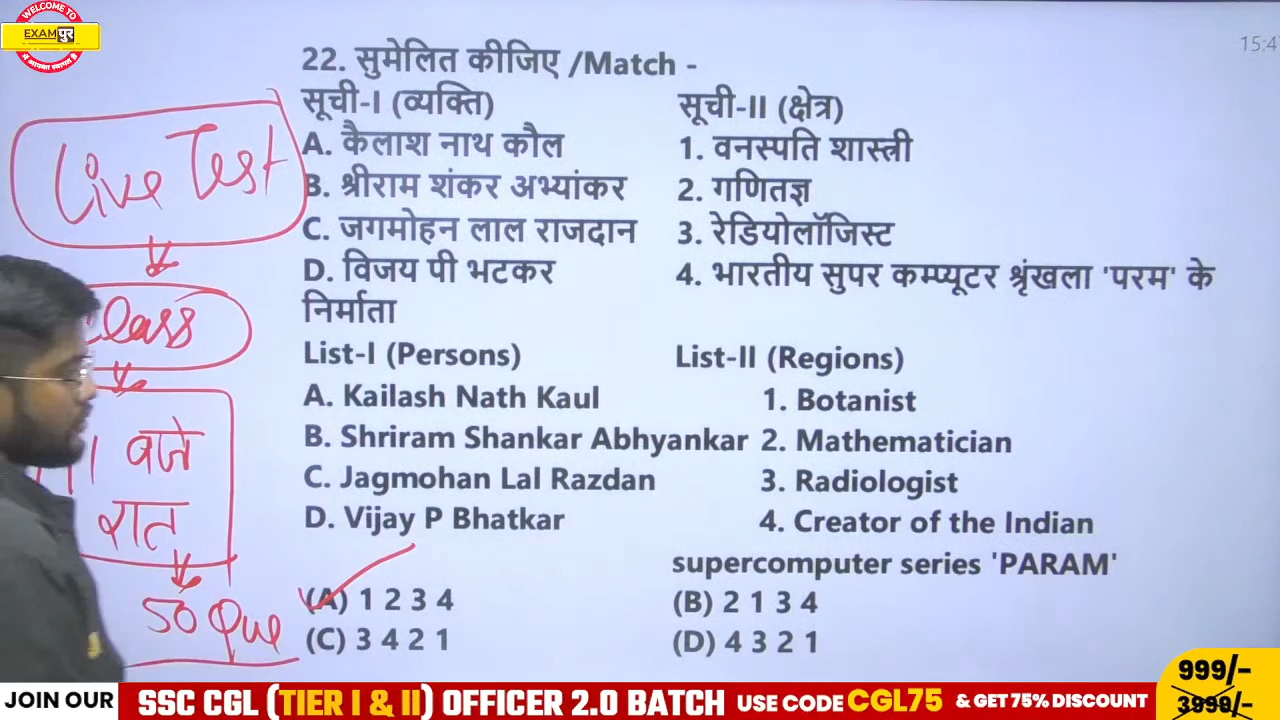 WELCOME TO
EXAMपुर
में आपका स्वागत है
15:4
22. सुमेलित कीजिए /Match -
सूची-I (व्यक्ति) सूची-II (क्षेत्र)
A. कैलाश नाथ कौल 1. वनस्पति शास्त्री
B. श्रीराम शंकर अभ्यांकर 2. गणितज्ञ
C. जगमोहन लाल राजदान 3. रेडियोलॉजिस्ट
D. विजय पी भटकर 4. भारतीय सुपर कम्प्यूटर श्रृंखला 'परम' के
निर्माता
List-I (Persons) List-II (Regions)
A. Kailash Nath Kaul 1. Botanist
B. Shriram Shankar Abhyankar 2. Mathematician
C. Jagmohan Lal Razdan 3. Radiologist
D. Vijay P Bhatkar 4. Creator of the Indian
supercomputer series 'PARAM'
(A) 1 2 3 4 (B) 2 1 3 4
(C) 3 4 2 1 (D) 4 3 2 1
Live Test
Class
बजे
रात
50 Que
JOIN OUR SSC CGL (TIER I & II) OFFICER 2.0 BATCH USE CODE CGL75 & GET 75% DISCOUNT
999/-
3999/-